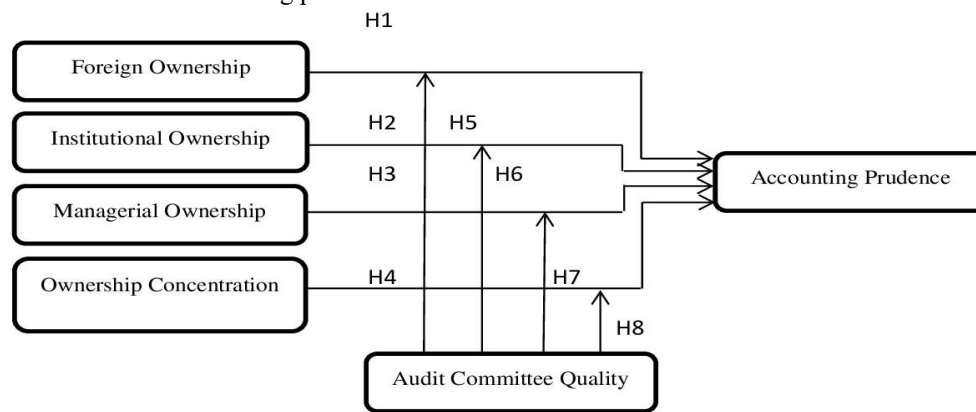 H1
Foreign Ownership
H2 H5
Institutional Ownership
H3 H6
Accounting Prudence
Managerial Ownership
H4 H7
Ownership Concentration
H8
Audit Committee Quality